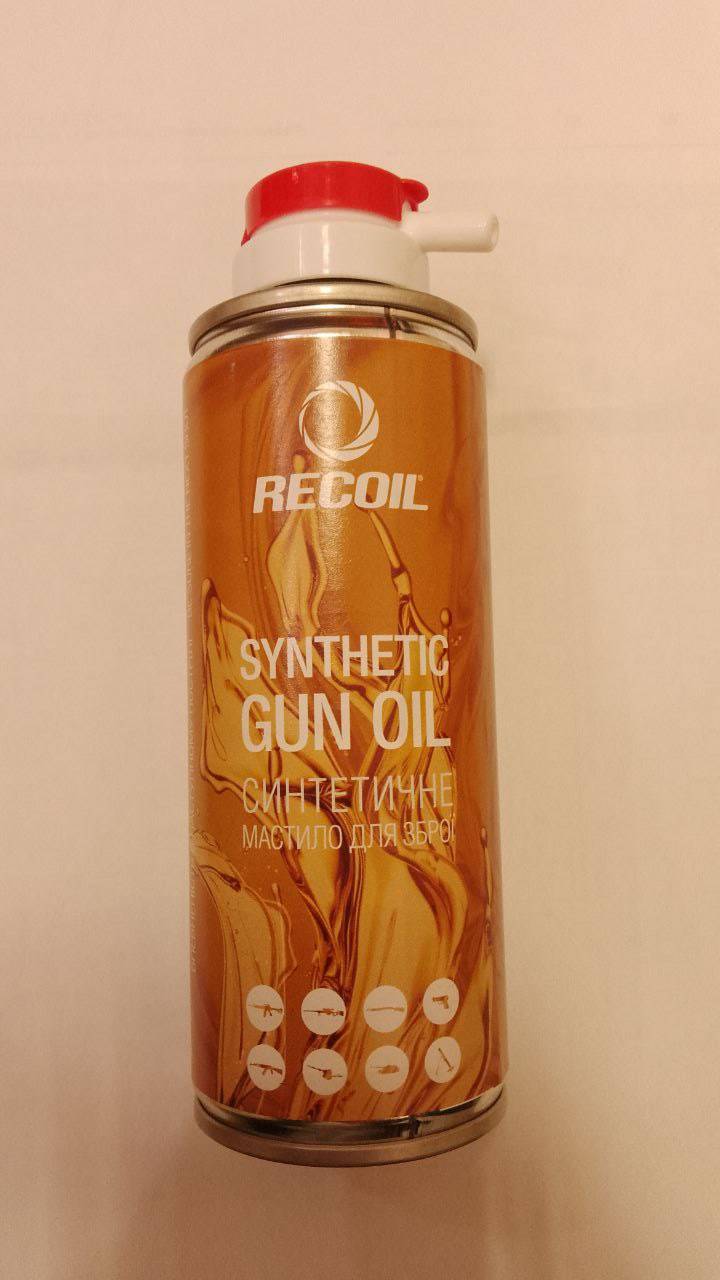 RECOIL
SYNTHETIC
GUN OIL
СИНТЕТИЧНЕ
МАСТИЛО ДЛЯ ЗБРОЇ